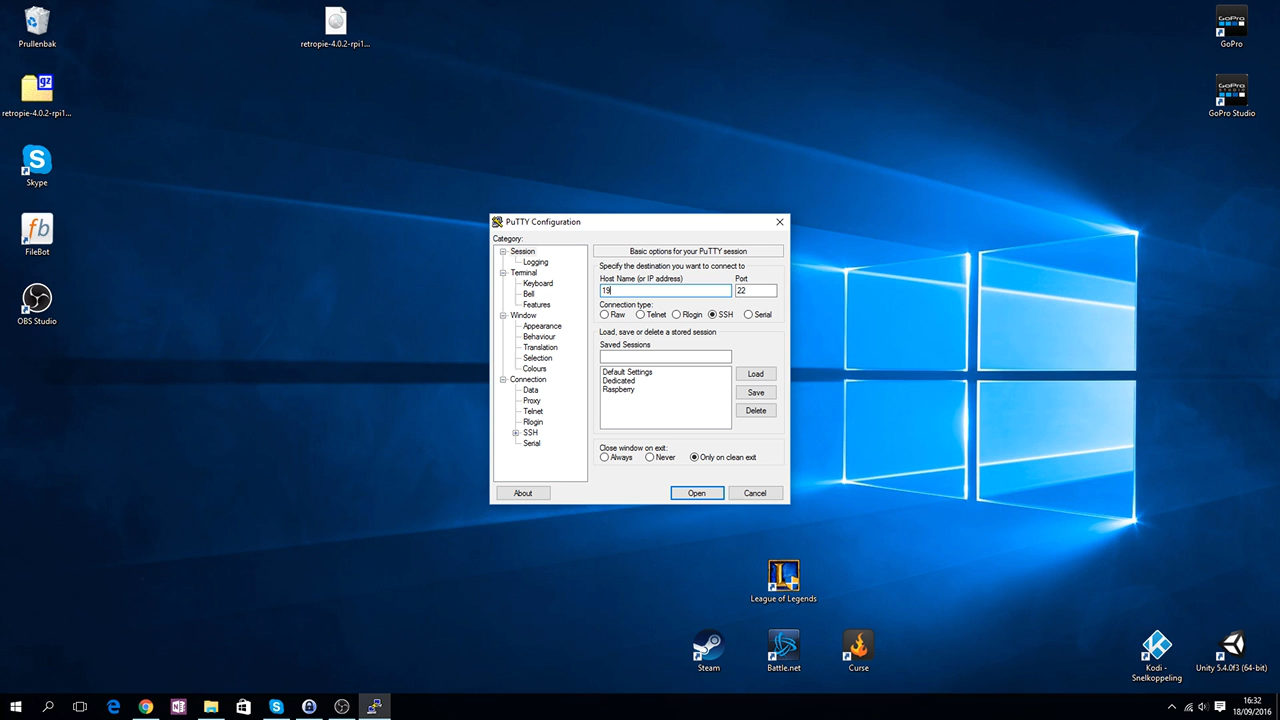 Prullenbak
retropie-4.0.2-rpi1...
GoPro
gz
retropie-4.0.2-rpi1...
GoPro
STUDIO
GoPro Studio
S
Skype
fb
FileBot
OBS Studio
PuTTY Configuration
Category:
Session
Logging
Terminal
Keyboard
Bell
Features
Window
Appearance
Behaviour
Translation
Selection
Colours
Connection
Data
Proxy
Telnet
Rlogin
SSH
Serial
Basic options for your PuTTY session
Specify the destination you want to connect to
Host Name (or IP address) Port
19 22
Connection type:
Raw Telnet Rlogin SSH Serial
Load, save or delete a stored session
Saved Sessions
Default Settings
Dedicated
Raspberry
Load
Save
Delete
Close window on exit:
Always Never Only on clean exit
About Open Cancel
L
League of Legends
Steam
Battle.net
Curse
Kodi -
Snelkoppeling
Unity 5.4.0f3 (64-bit)
16:32
18/09/2016